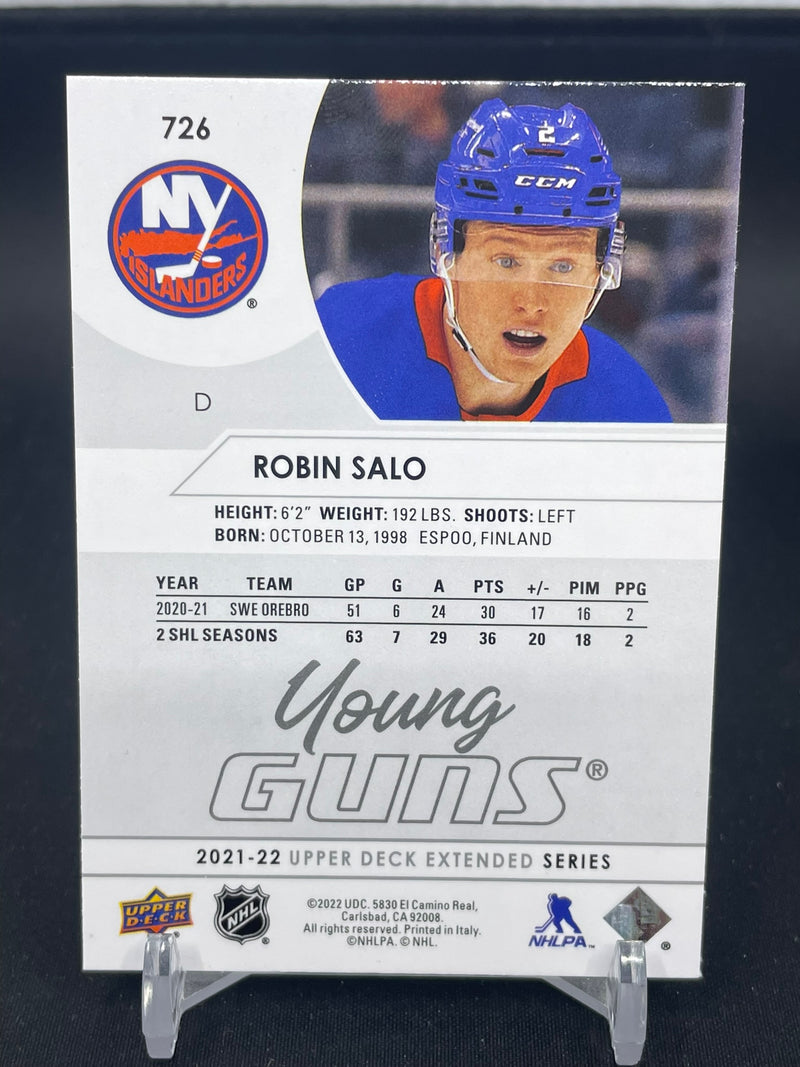 726
NY
ISLANDERS®
2
CCM
D
ROBIN SALO
HEIGHT: 6'2" WEIGHT: 192 LBS. SHOOTS: LEFT
BORN: OCTOBER 13, 1998 ESPOO, FINLAND
YEAR TEAM GP G A PTS +/- PIM PPG
2020-21 SWE OREBRO 51 6 24 30 17 16 2
2 SHL SEASONS 63 7 29 36 20 18 2
Young
GUNS®
2021-22 UPPER DECK EXTENDED SERIES
UPPER
DECK
NHL®
©2022 UDC. 5830 El Camino Real,
Carlsbad, CA 92008.
All rights reserved. Printed in Italy.
©NHLPA. © NHL.
NHLPA™
®